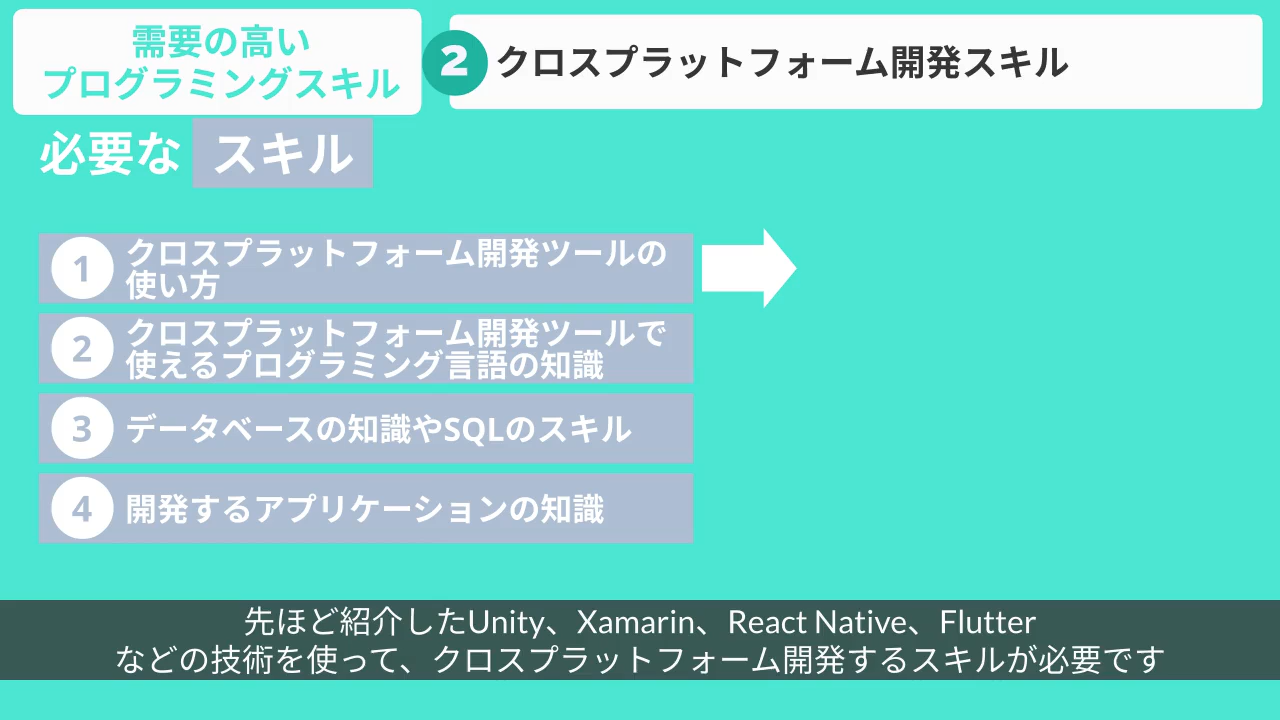 需要の高い
プログラミングスキル
2 クロスプラットフォーム開発スキル
必要な スキル
1 クロスプラットフォーム開発ツールの
使い方
2 クロスプラットフォーム開発ツールで
使えるプログラミング言語の知識
3 データベースの知識やSQLのスキル
4 開発するアプリケーションの知識
先ほど紹介したUnity、Xamarin、React Native、Flutter
などの技術を使って、クロスプラットフォーム開発するスキルが必要です